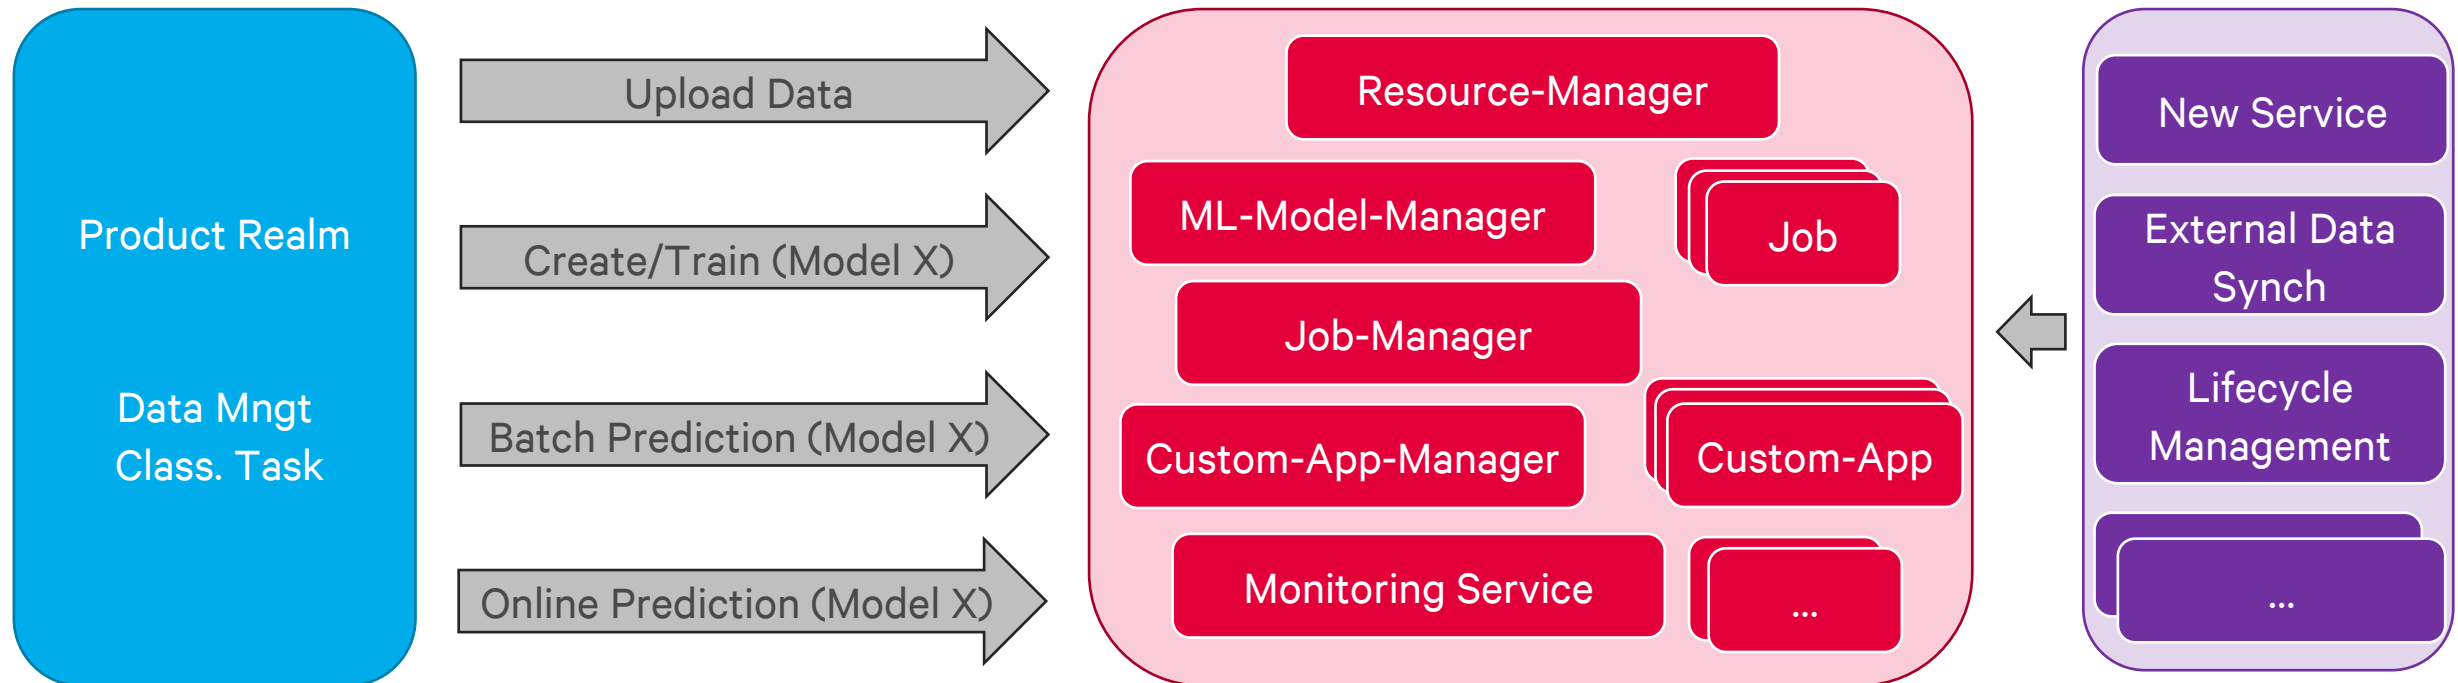 Product Realm
Data Mngt
Class. Task
Upload Data
Create/Train (Model X)
Batch Prediction (Model X)
Online Prediction (Model X)
Resource-Manager
ML-Model-Manager
Job
Job-Manager
Custom-App-Manager
Custom-App
Monitoring Service
...
New Service
External Data
Synch
Lifecycle
Management
...